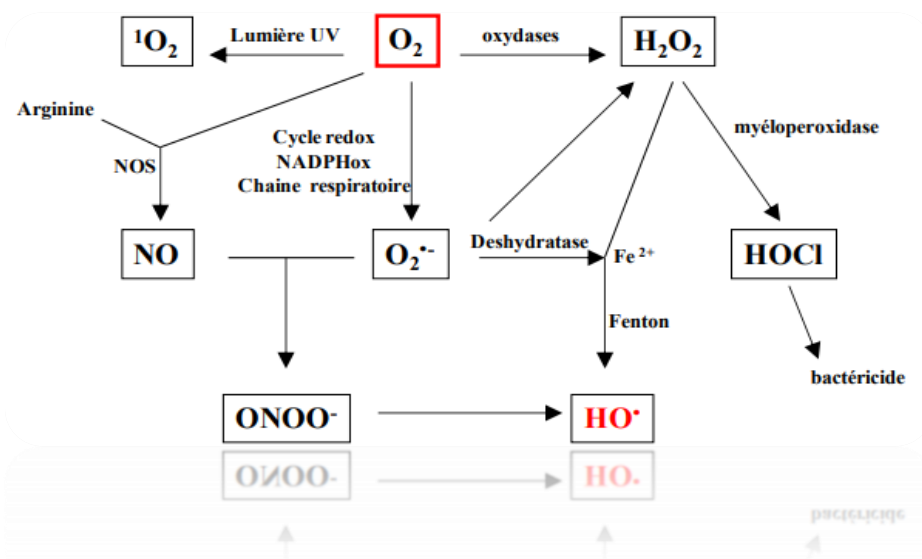 ¹O₂
Lumière UV
O₂
oxydases
H₂O₂
Arginine
myéloperoxidase
NOS
Cycle redox
NADPHox
Chaine respiratoire
NO
O₂•-
Deshydratase
Fe ²⁺
HOCl
Fenton
bactéricide
ONOO⁻
HO•